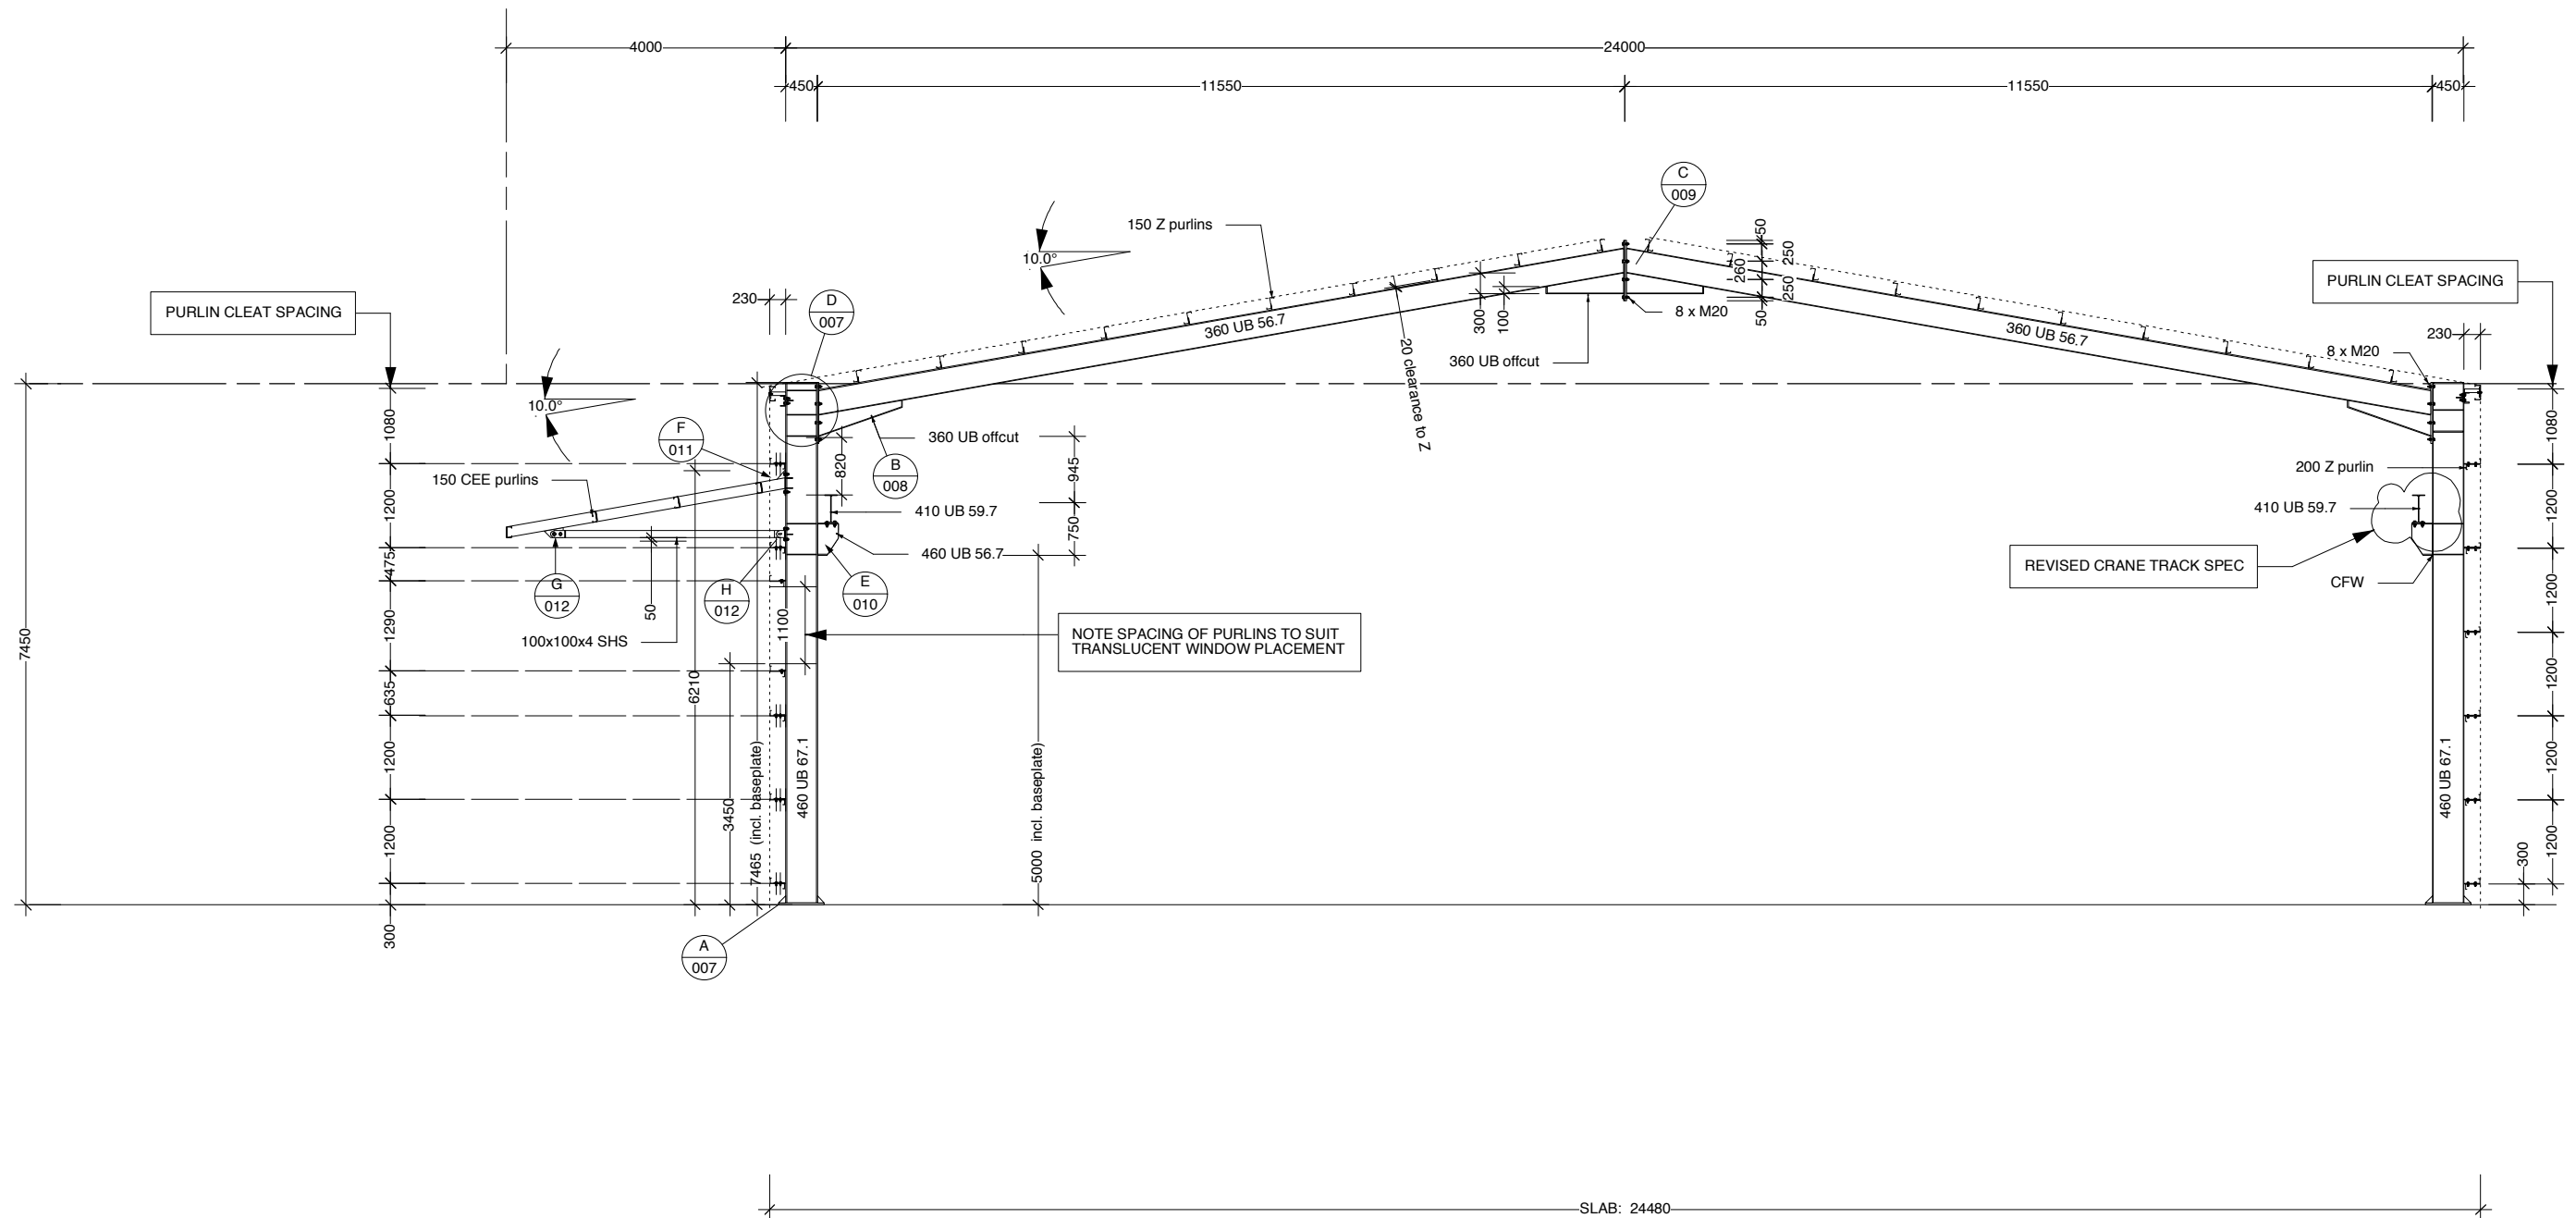 4000
24000
450
11550
11550
450
C
009
150 Z purlins
10.0°
50
250
260
250
50
PURLIN CLEAT SPACING
230
D
007
300
100
8 x M20
360 UB 56.7
360 UB 56.7
20 clearance to Z
360 UB offcut
8 x M20
230
PURLIN CLEAT SPACING
10.0°
1080
1080
F
011
360 UB offcut
820
945
B
008
150 CEE purlins
200 Z purlin
1200
1200
410 UB 59.7
410 UB 59.7
750
460 UB 56.7
475
REVISED CRANE TRACK SPEC
CFW
G
012
H
012
E
010
50
1100
1290
1200
100x100x4 SHS
NOTE SPACING OF PURLINS TO SUIT
TRANSLUCENT WINDOW PLACEMENT
7450
6210
635
1200
7465 (incl. baseplate)
460 UB 67.1
5000 incl. baseplate)
460 UB 67.1
1200
1200
3450
1200
300
1200
300
A
007
SLAB: 24480